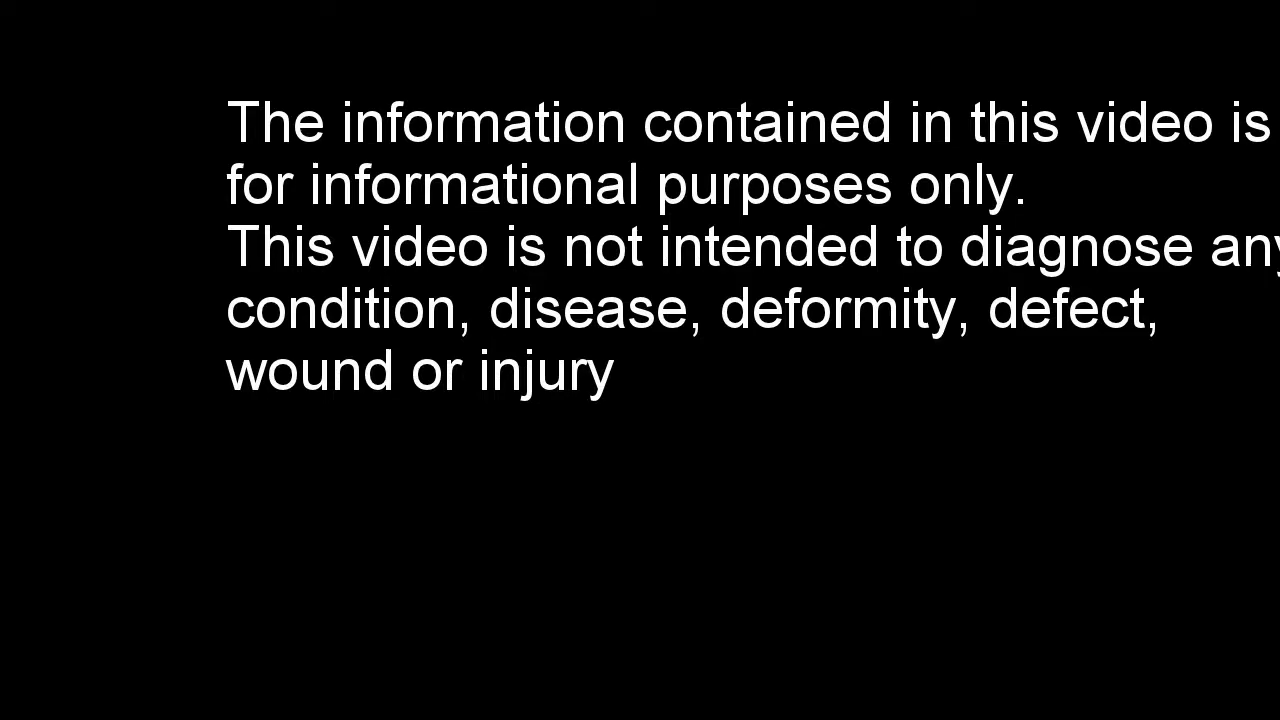 The information contained in this video is
for informational purposes only.
This video is not intended to diagnose any
condition, disease, deformity, defect,
wound or injury